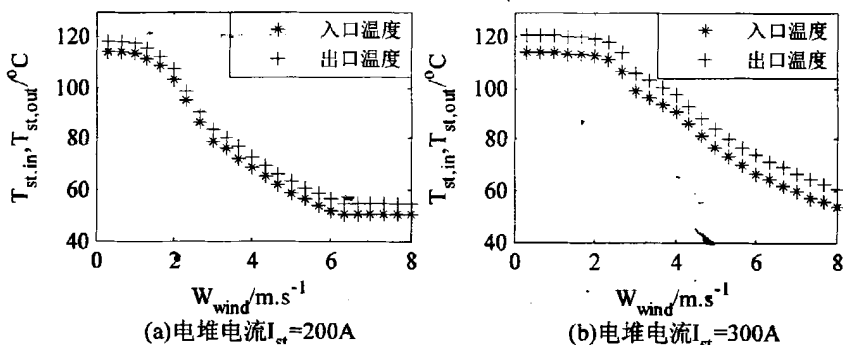 120
100
80
60
40
T_st.in, T_st,out/°C
* 入口温度
+ 出口温度
0 2 4 6 8
W_wind/m.s⁻¹
(a)电堆电流I_st=200A
120
100
80
60
40
T_st,in, T_st,out/°C
* 入口温度
+ 出口温度
0 2 4 6 8
W_wind/m.s⁻¹
(b)电堆电流I_st=300A